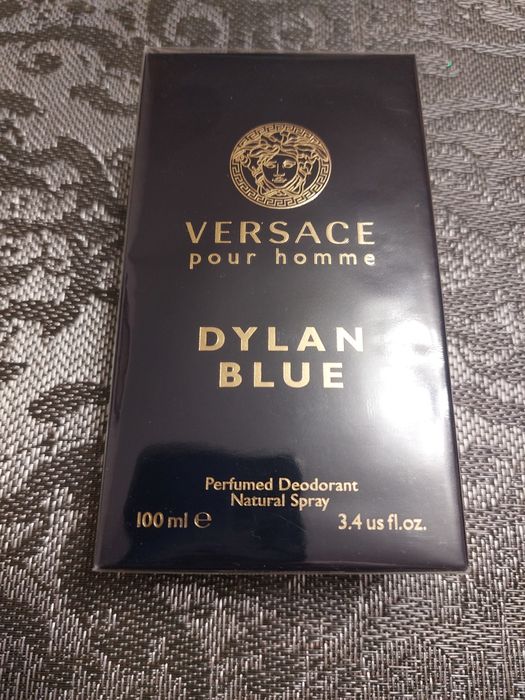 VERSACE
pour homme
DYLAN
BLUE
Perfumed Deodorant
Natural Spray
100 ml ℮ 3.4 us fl.oz.